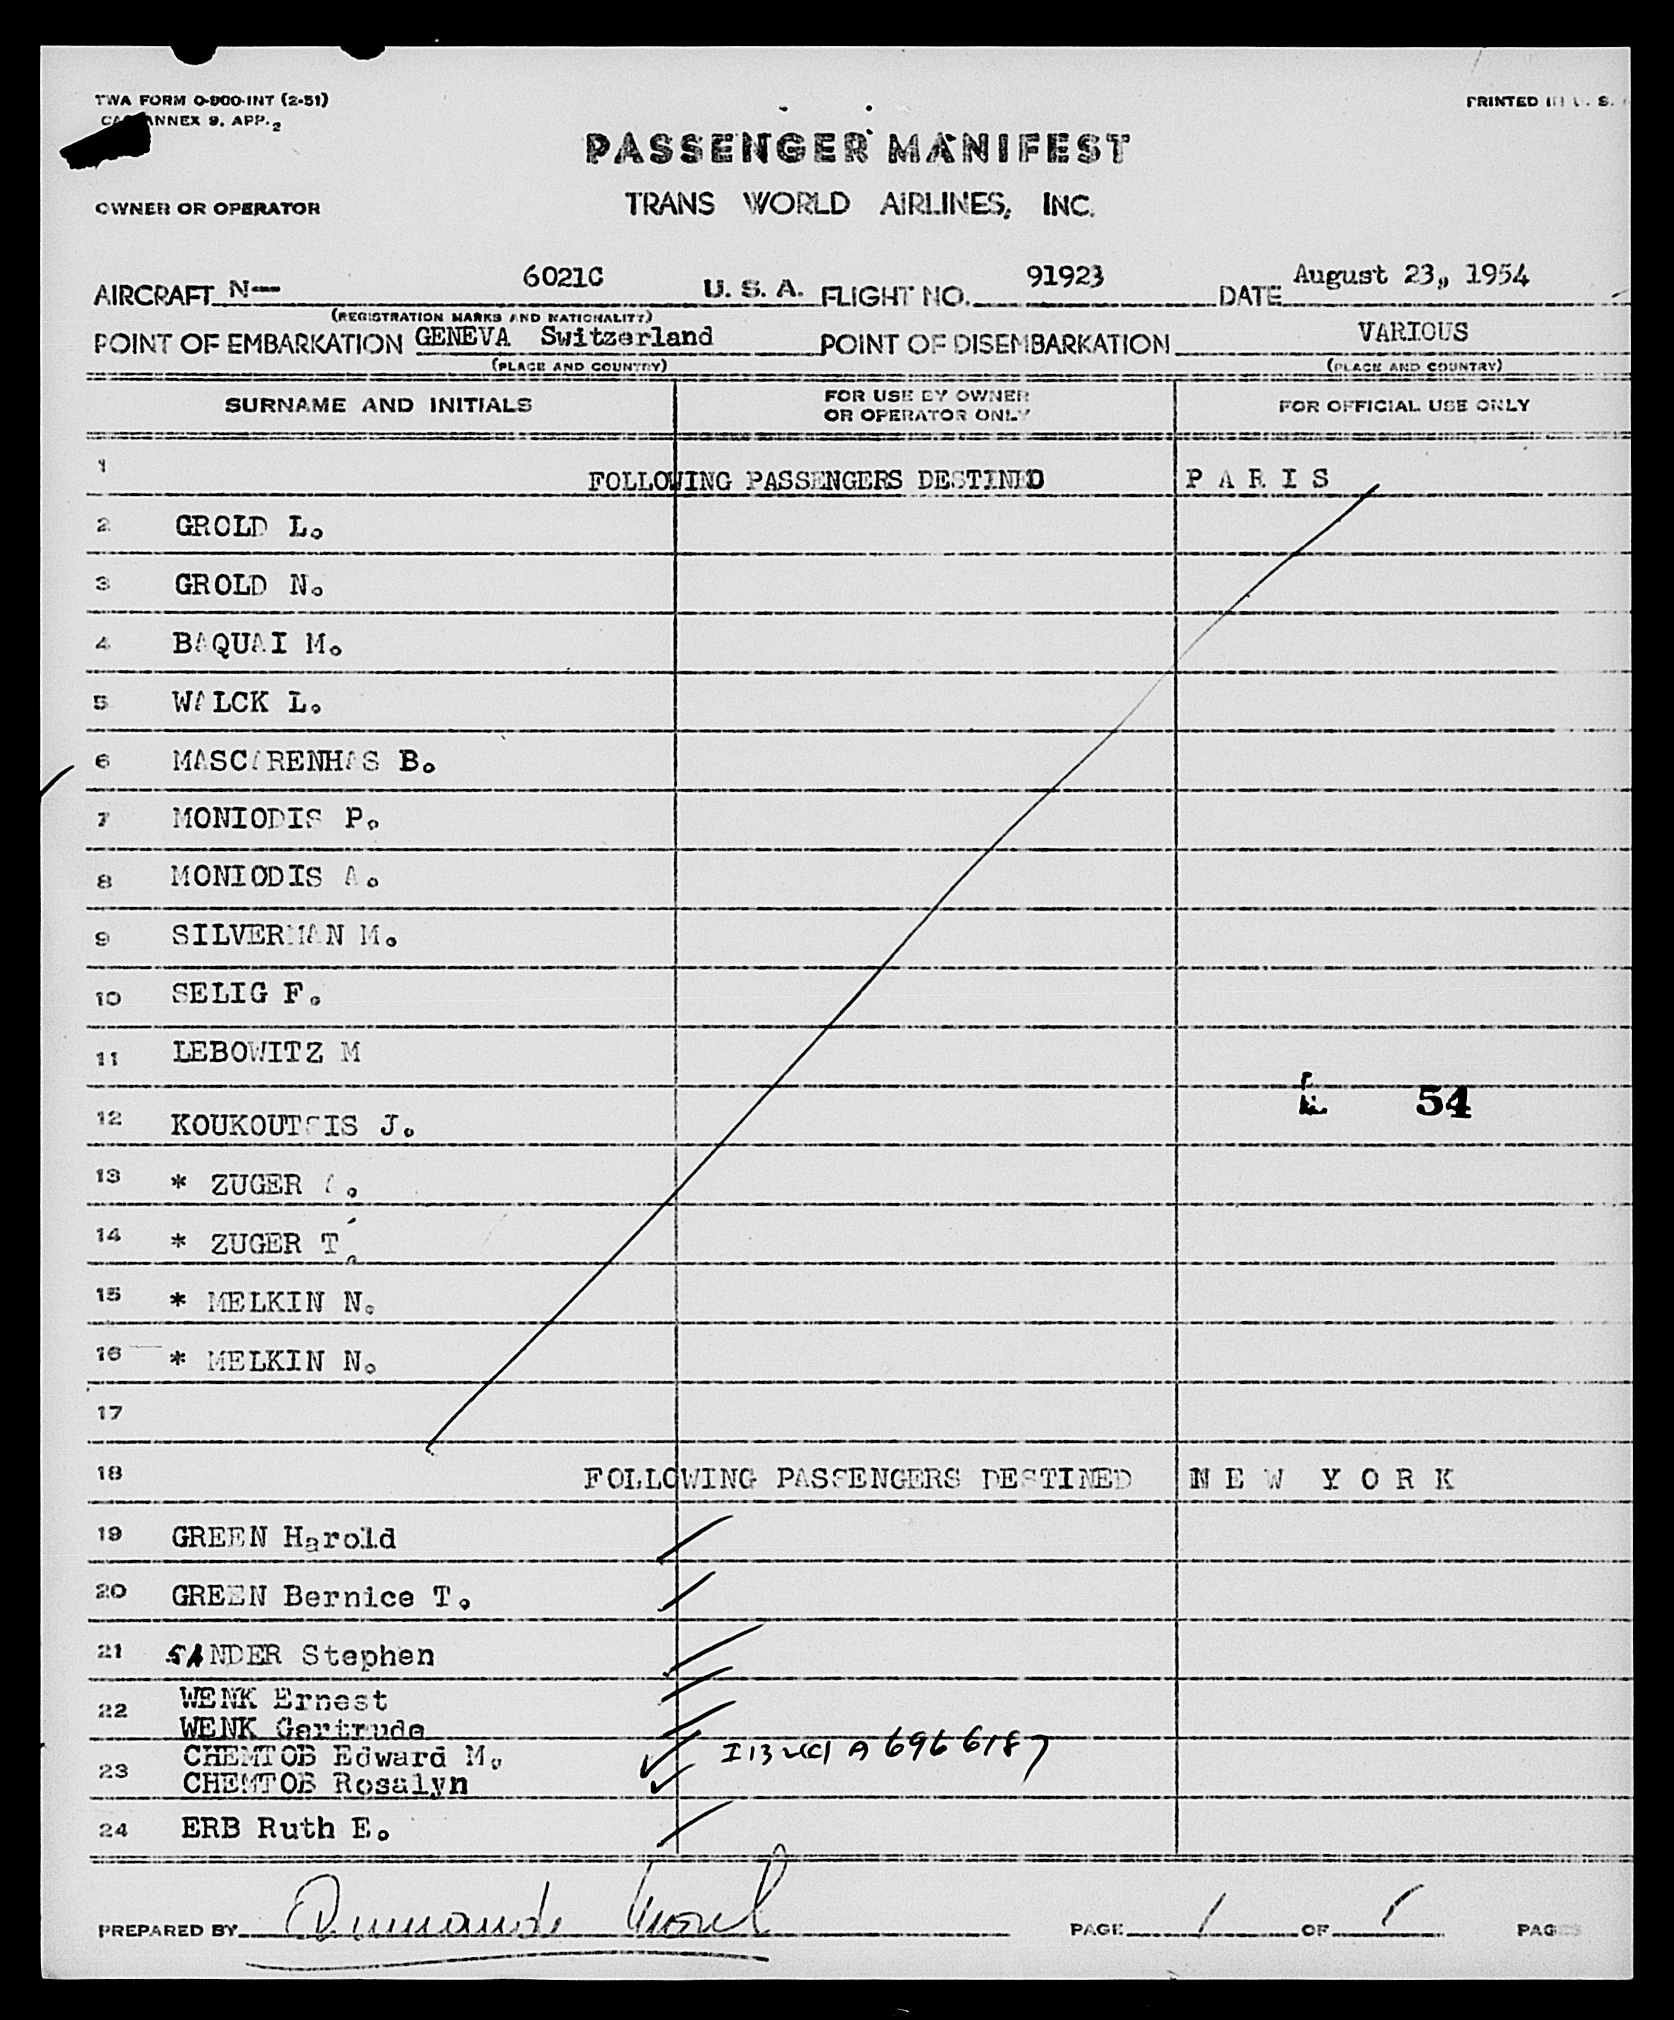 TWA FORM O-900-INT (2-51)
ANNEX 9, APP. 2
PRINTED IN U. S.
PASSENGER MANIFEST
OWNER OR OPERATOR
TRANS WORLD AIRLINES, INC.
AIRCRAFT N— 6021C U. S. A. FLIGHT NO. 91923 DATE August 23, 1954
(REGISTRATION MARKS AND NATIONALITY)
POINT OF EMBARKATION GENEVA Switzerland POINT OF DISEMBARKATION VARIOUS
(PLACE AND COUNTRY) (PLACE AND COUNTRY)
SURNAME AND INITIALS FOR USE BY OWNER OR OPERATOR ONLY FOR OFFICIAL USE ONLY
1 FOLLOWING PASSENGERS DESTINED P A R I S
2 GROLD L.
3 GROLD N.
4 BAQUAI M.
5 WALCK L.
6 MASCARENHAS B.
7 MONIODIS P.
8 MONIODIS A.
9 SILVERMAN M.
10 SELIG F.
11 LEBOWITZ M
54
12 KOUKOUTSIS J.
13 * ZUGER
14 * ZUGER T.
15 * MELKIN N.
16 * MELKIN N.
17
18 FOLLOWING PASSENGERS DESTINED N E W Y O R K
19 GREEN Harold
20 GREEN Bernice T.
21 SANDER Stephen
22 WENK Ernest
WENK Gertrude
23 CHEMTOB Edward M. A6966187
CHEMTOB Rosalyn
24 ERB Ruth E.
PREPARED BY PAGE 1 OF 1 PAGES